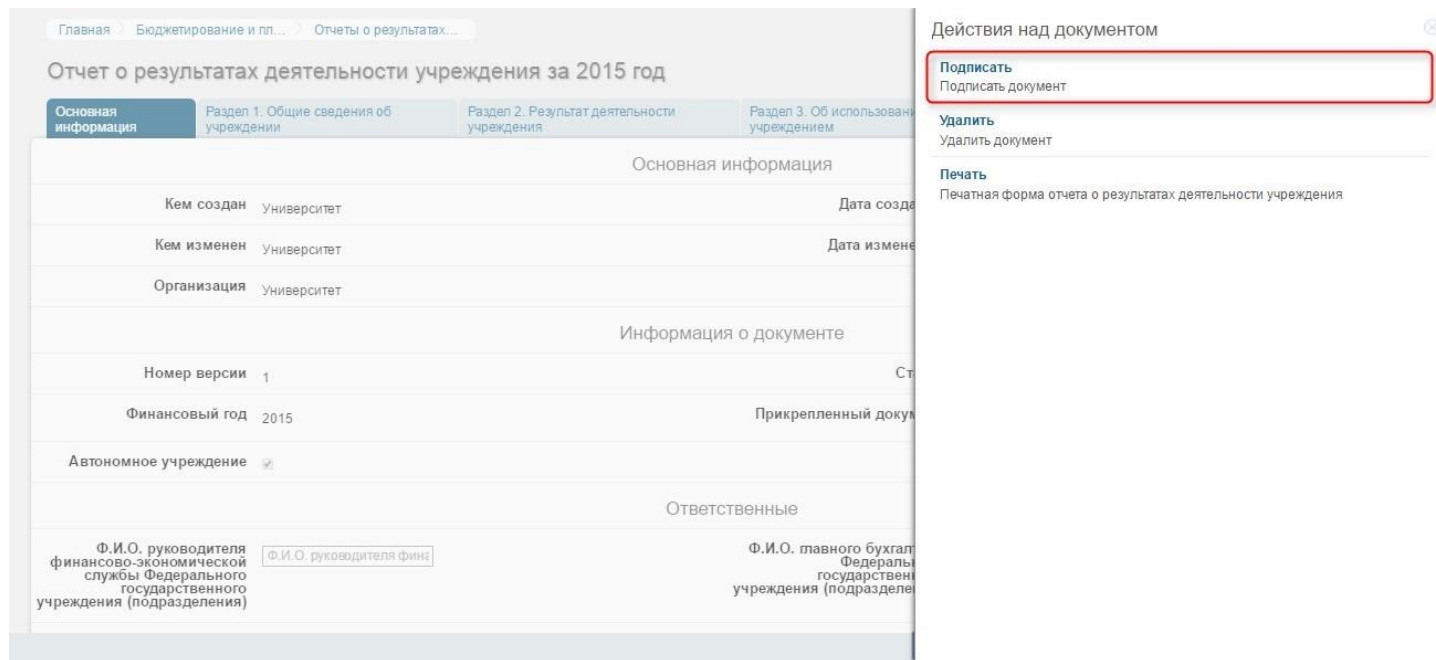 Главная Бюджетирование и пл... Отчеты о результатах...
Отчет о результатах деятельности учреждения за 2015 год
Основная информация
Раздел 1. Общие сведения об учреждении
Раздел 2. Результат деятельности учреждения
Раздел 3. Об использовани
учреждением
Основная информация
Кем создан Университет Дата созда
Кем изменен Университет Дата измене
Организация Университет
Информация о документе
Номер версии 1 Ст
Финансовый год 2015 Прикрепленный докум
Автономное учреждение
Ответственные
Ф.И.О. руководителя
финансово-экономической
службы Федерального
государственного
учреждения (подразделения)
Ф.И.О. руководителя фина
Ф.И.О. главного бухгал
Федераль
государствен
учреждения (подразделе
Действия над документом
Подписать
Подписать документ
Удалить
Удалить документ
Печать
Печатная форма отчета о результатах деятельности учреждения